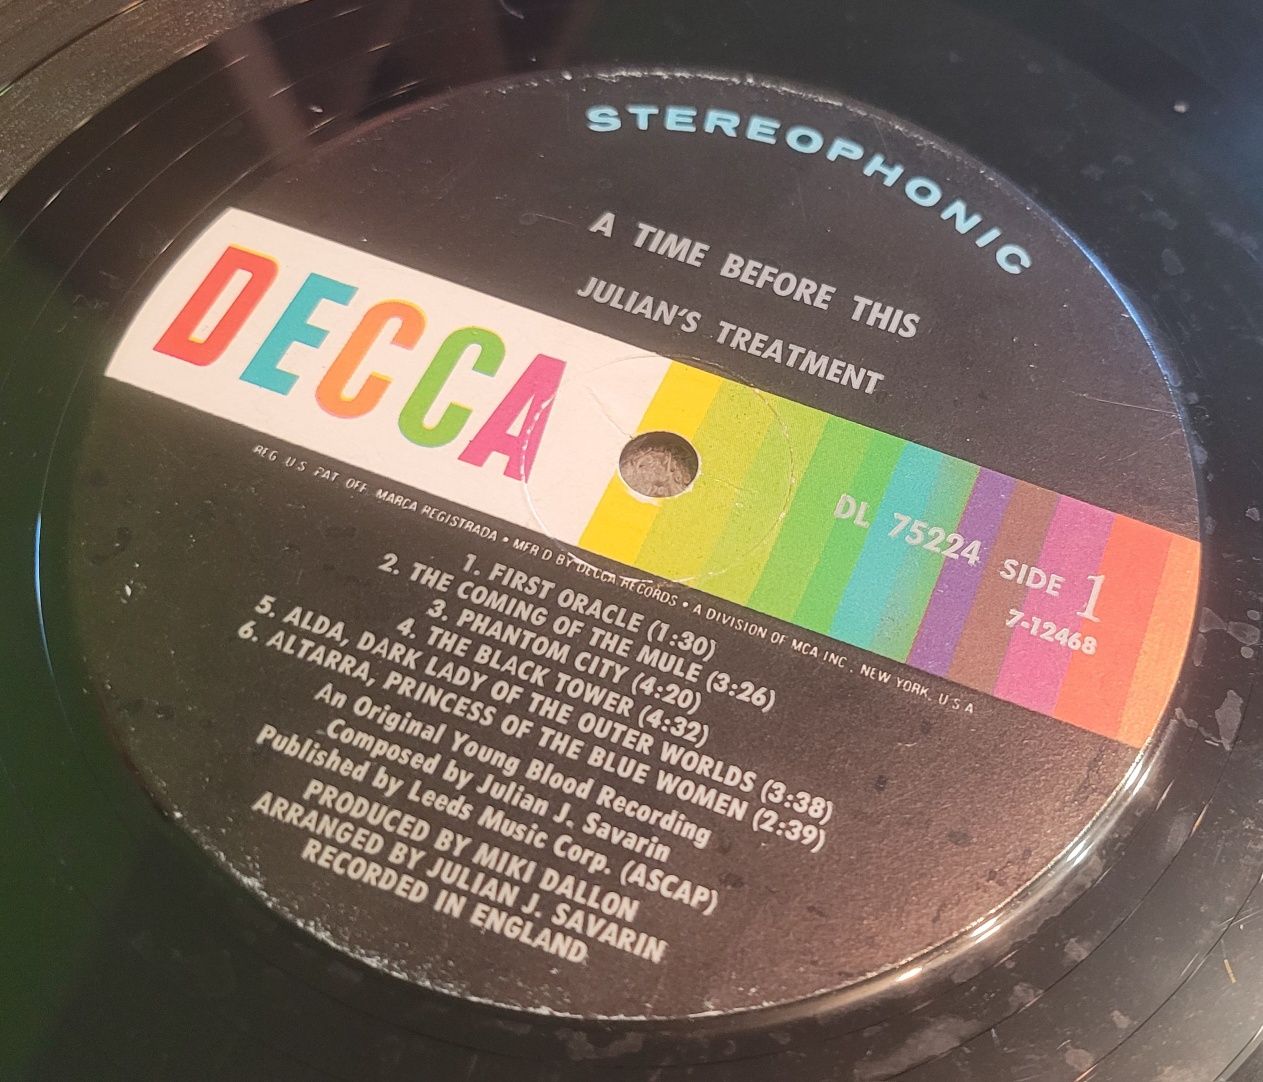 STEREOPHONIC
A TIME BEFORE THIS
JULIAN'S TREATMENT
DECCA
DL 75224 SIDE 1
7-12468
REG. U.S. PAT. OFF. MARCA REGISTRADA • MFR'D BY DECCA RECORDS • A DIVISION OF MCA INC., NEW YORK, U.S.A
1. FIRST ORACLE (1:30)
2. THE COMING OF THE MULE (3:26)
3. PHANTOM CITY (4:20)
4. THE BLACK TOWER (4:32)
5. ALDA, DARK LADY OF THE OUTER WORLDS (3:38)
6. ALTARRA, PRINCESS OF THE BLUE WOMEN (2:39)
An Original Young Blood Recording
Composed by Julian J. Savarin
Published by Leeds Music Corp. (ASCAP)
PRODUCED BY MIKI DALLON
ARRANGED BY JULIAN J. SAVARIN
RECORDED IN ENGLAND